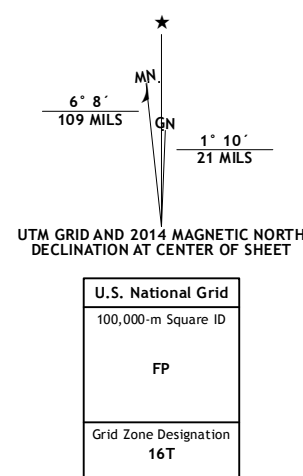 MN.
6° 8´
109 MILS
GN
1° 10´
21 MILS
UTM GRID AND 2014 MAGNETIC NORTH
DECLINATION AT CENTER OF SHEET
U.S. National Grid
100,000-m Square ID
FP
Grid Zone Designation
16T